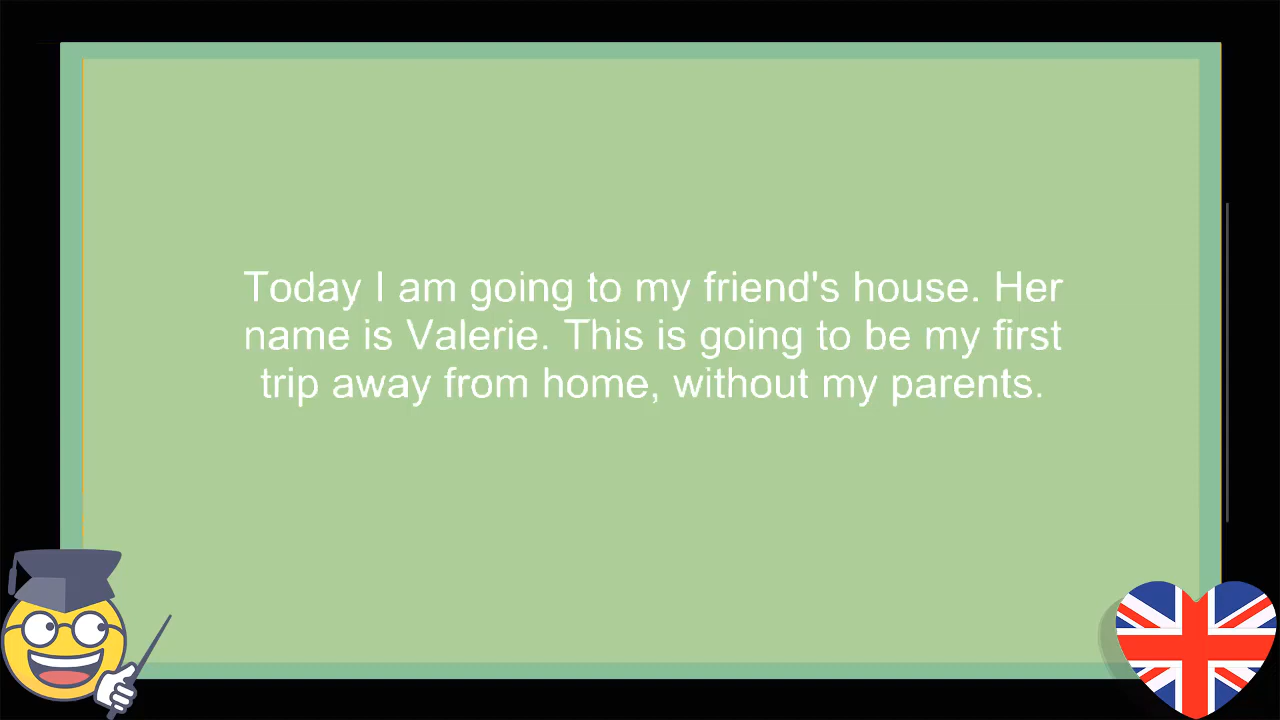 Today I am going to my friend's house. Her
name is Valerie. This is going to be my first
trip away from home, without my parents.